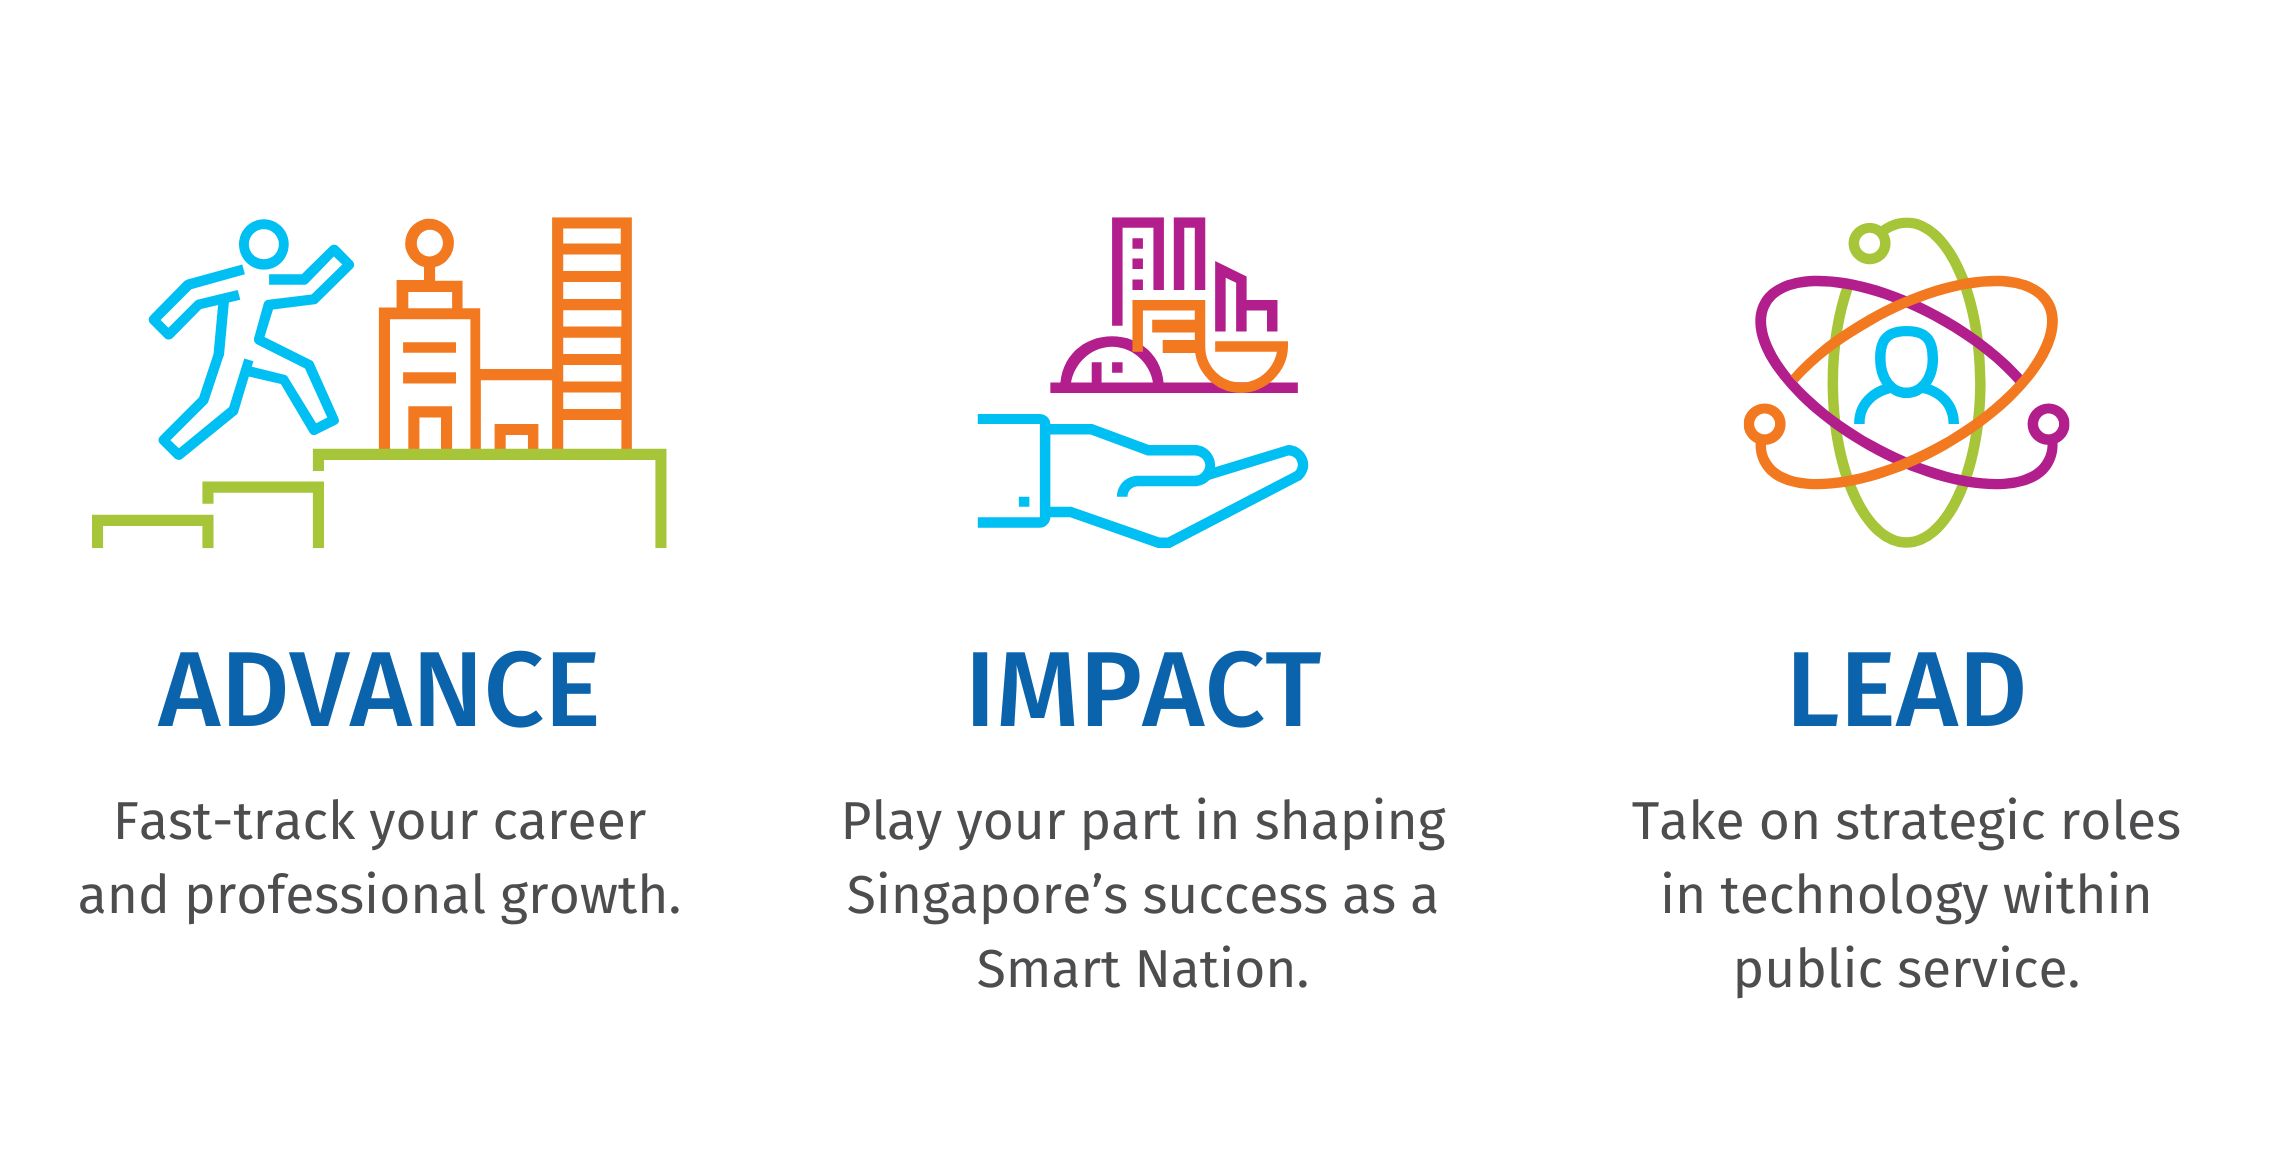 ADVANCE
Fast-track your career
and professional growth.
IMPACT
Play your part in shaping
Singapore’s success as a
Smart Nation.
LEAD
Take on strategic roles
in technology within
public service.